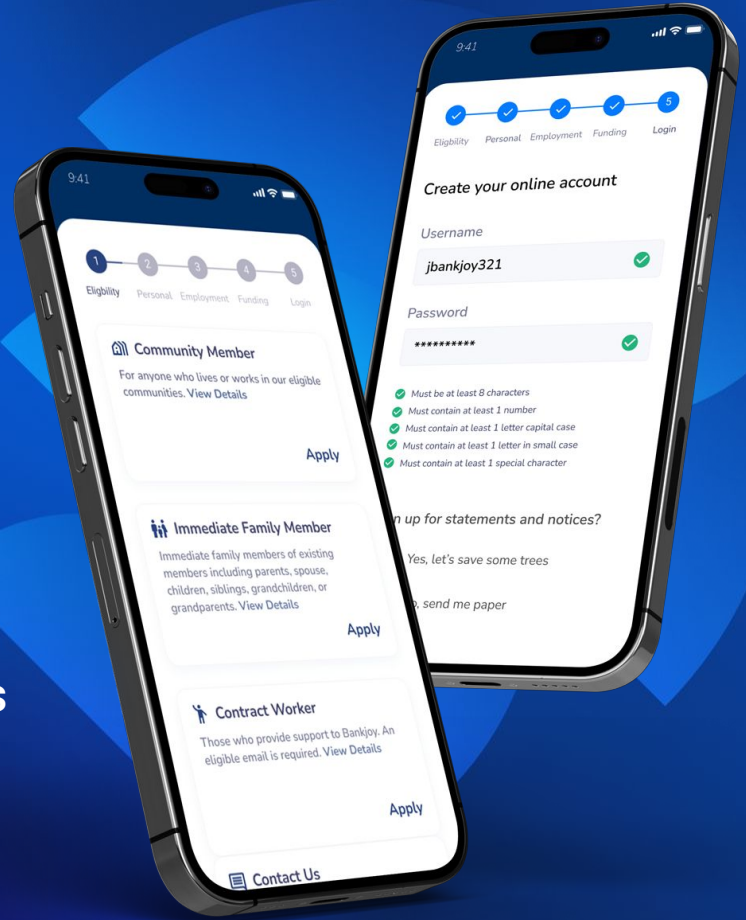 9:41
1
2
3
4
5
Eligbility
Personal
Employment
Funding
Login
Community Member
For anyone who lives or works in our eligible
communities. View Details
Apply
Immediate Family Member
Immediate family members of existing
members including parents, spouse,
children, siblings, grandchildren, or
grandparents. View Details
Apply
Contract Worker
Those who provide support to Bankjoy. An
eligible email is required. View Details
Apply
Contact Us
9:41
5
Eligbility
Personal
Employment
Funding
Login
Create your online account
Username
jbankjoy321
Password
**********
Must be at least 8 characters
Must contain at least 1 number
Must contain at least 1 letter capital case
Must contain at least 1 letter in small case
Must contain at least 1 special character
n up for statements and notices?
Yes, let's save some trees
o, send me paper
s